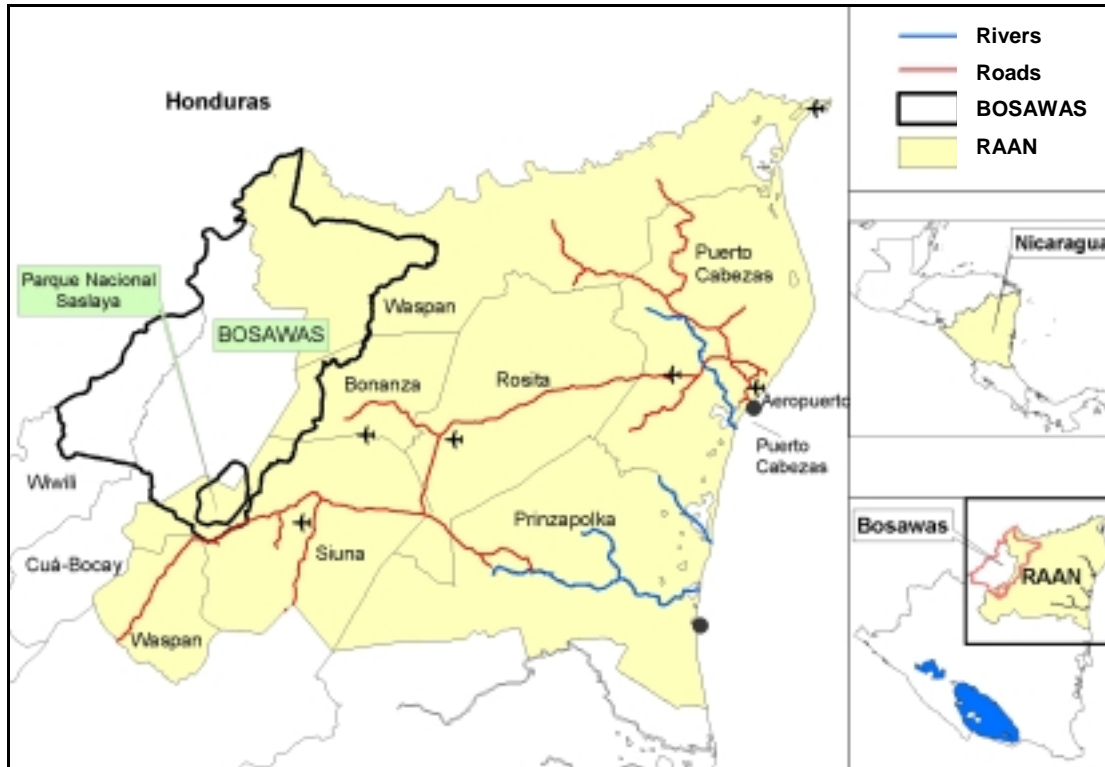 Honduras
Parque Nacional
Saslaya
BOSAWAS
Waspan
Puerto
Cabezas
Bonanza
Rosita
Aeropuerto
Puerto
Cabezas
Wiwili
Prinzapolka
Siuna
Cuá-Bocay
Waspan
Rivers
Roads
BOSAWAS
RAAN
Nicaragua
Bosawas
RAAN